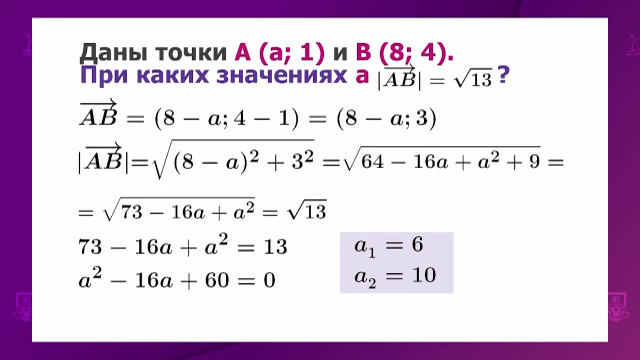 Даны точки А (а; 1) и В (8; 4).
При каких значениях а |AB| = √13 ?
AB = (8 − a; 4 − 1) = (8 − a; 3)
|AB|=√(8 − a)² + 3² =√64 − 16a + a² + 9 =
= √73 − 16a + a² = √13
73 − 16a + a² = 13
a² − 16a + 60 = 0
a₁ = 6
a₂ = 10